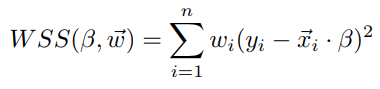 WSS(β, w⃗) = ∑_{i=1}^{n} w_i(y_i − x⃗_i · β)²